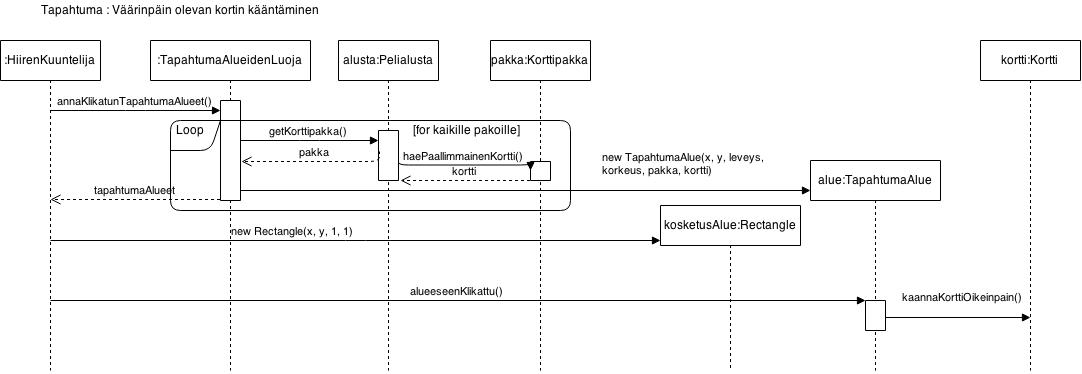 Tapahtuma : Väärinpäin olevan kortin kääntäminen
:HiirenKuuntelija
:TapahtumaAlueidenLuoja
alusta:Pelialusta
pakka:Korttipakka
kortti:Kortti
annaKlikatunTapahtumaAlueet()
Loop
getKorttipakka()
[for kaikille pakoille]
pakka
haePaallimmainenKortti()
kortti
new TapahtumaAlue(x, y, leveys,
korkeus, pakka, kortti)
alue:TapahtumaAlue
tapahtumaAlueet
new Rectangle(x, y, 1, 1)
kosketusAlue:Rectangle
alueeseenKlikattu()
kaannaKorttiOikeinpain()